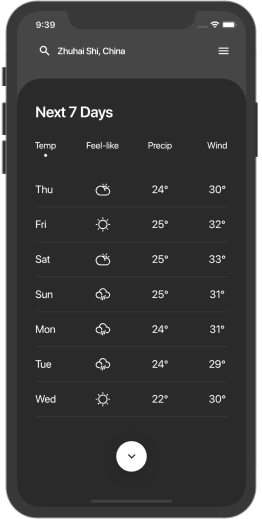 9:39
Zhuhai Shi, China
Next 7 Days
Temp Feel-like Precip Wind
Thu 24° 30°
Fri 25° 32°
Sat 25° 33°
Sun 25° 31°
Mon 24° 31°
Tue 24° 29°
Wed 22° 30°